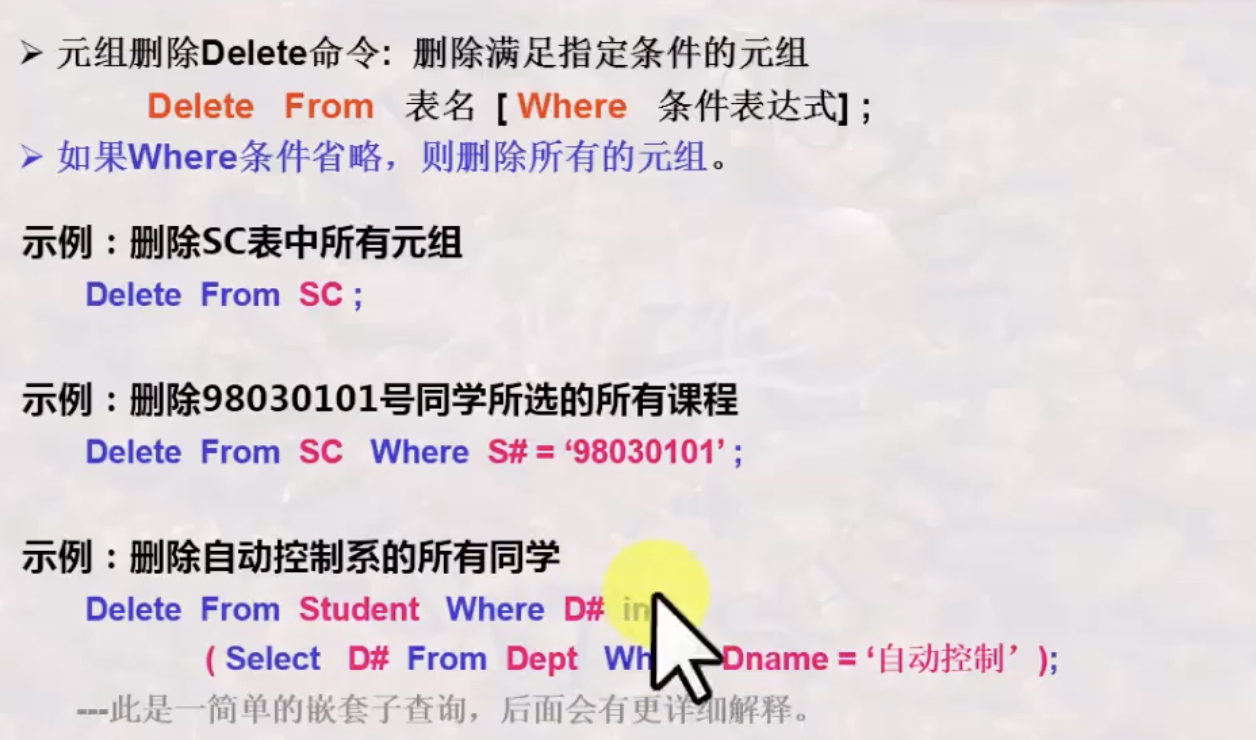 ➢ 元组删除Delete命令: 删除满足指定条件的元组
Delete From 表名 [ Where 条件表达式] ;
➢ 如果Where条件省略，则删除所有的元组。
示例：删除SC表中所有元组
Delete From SC ;
示例：删除98030101号同学所选的所有课程
Delete From SC Where S# = ‘98030101’ ;
示例：删除自动控制系的所有同学
Delete From Student Where D# in
( Select D# From Dept Dname = ‘自动控制’ );
---此是一简单的嵌套子查询，后面会有更详细解释。